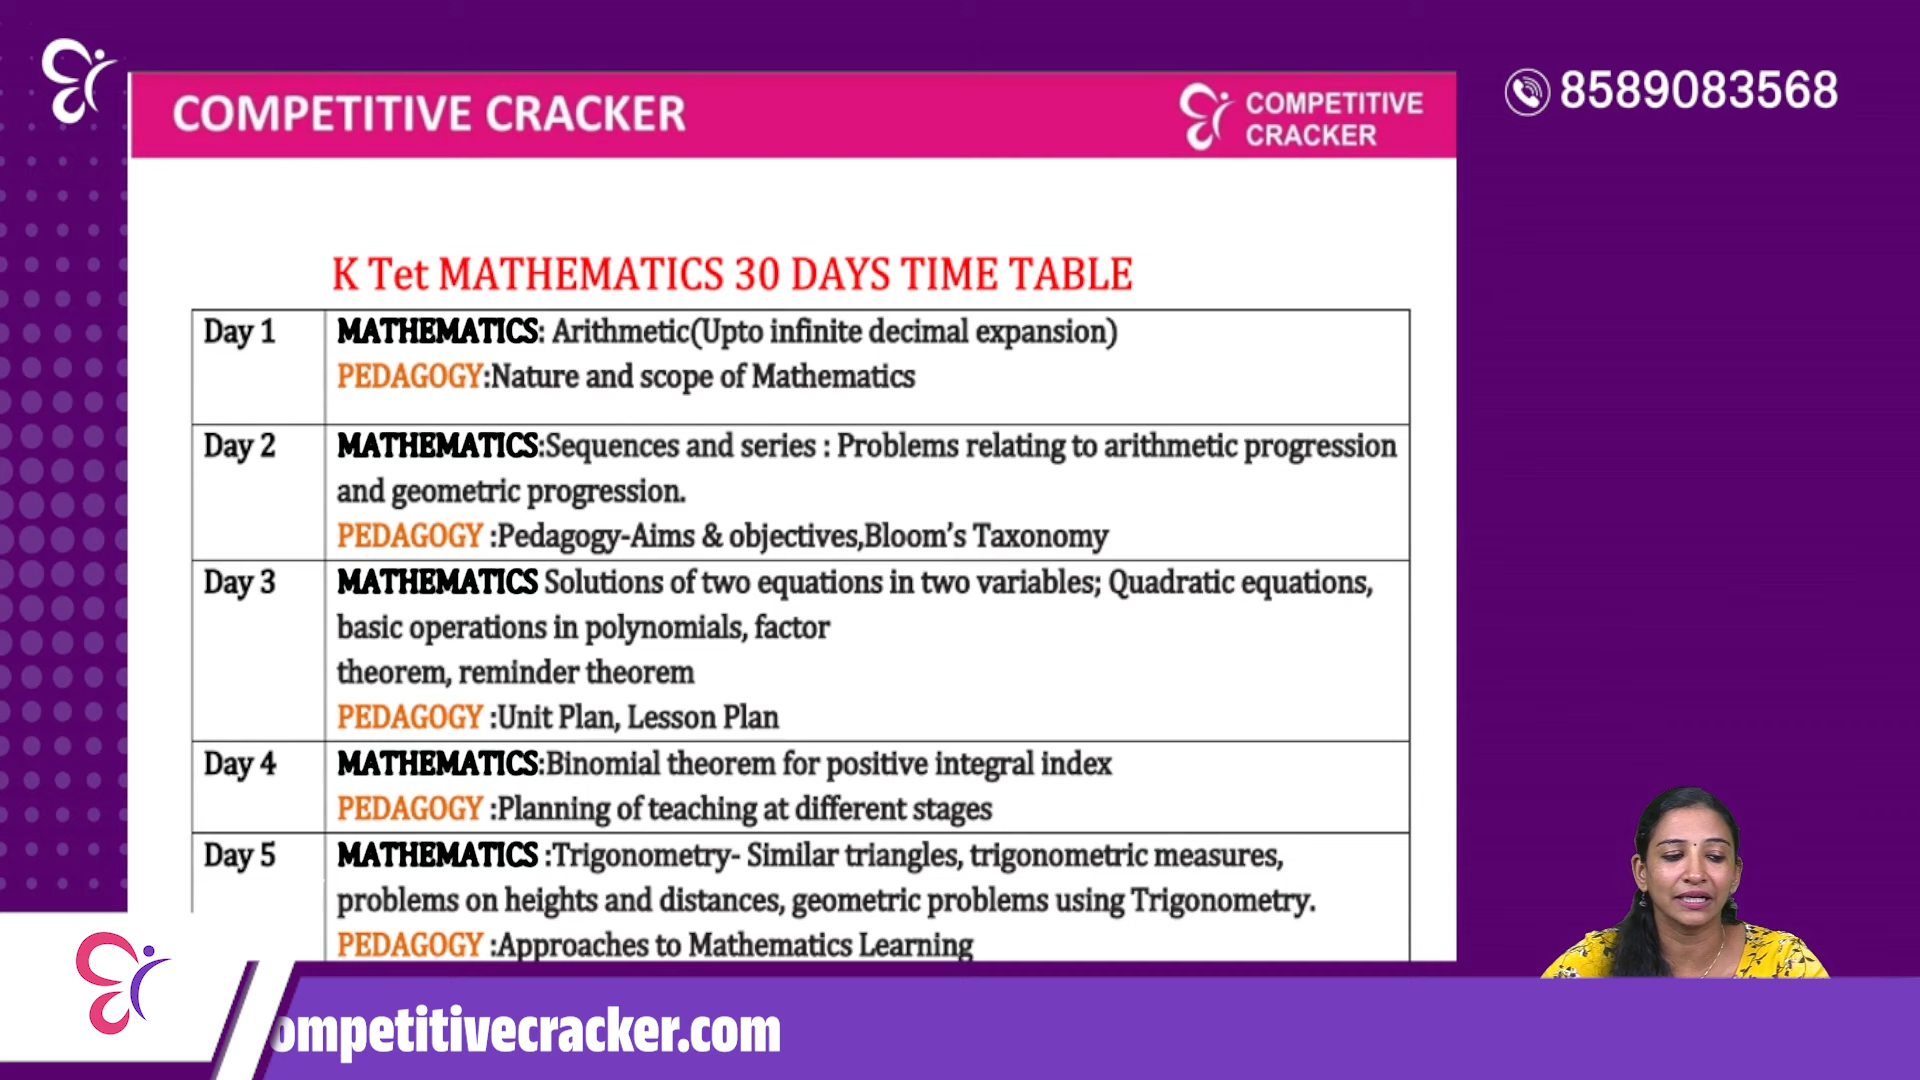 8589083568
COMPETITIVE CRACKER
COMPETITIVE
CRACKER
K Tet MATHEMATICS 30 DAYS TIME TABLE
Day 1
MATHEMATICS: Arithmetic(Upto infinite decimal expansion)
PEDAGOGY:Nature and scope of Mathematics
Day 2
MATHEMATICS:Sequences and series : Problems relating to arithmetic progression
and geometric progression.
PEDAGOGY :Pedagogy-Aims & objectives,Bloom's Taxonomy
Day 3
MATHEMATICS Solutions of two equations in two variables; Quadratic equations,
basic operations in polynomials, factor
theorem, reminder theorem
PEDAGOGY :Unit Plan, Lesson Plan
Day 4
MATHEMATICS:Binomial theorem for positive integral index
PEDAGOGY :Planning of teaching at different stages
Day 5
MATHEMATICS :Trigonometry- Similar triangles, trigonometric measures,
problems on heights and distances, geometric problems using Trigonometry.
PEDAGOGY :Approaches to Mathematics Learning
ompetitivecracker.com